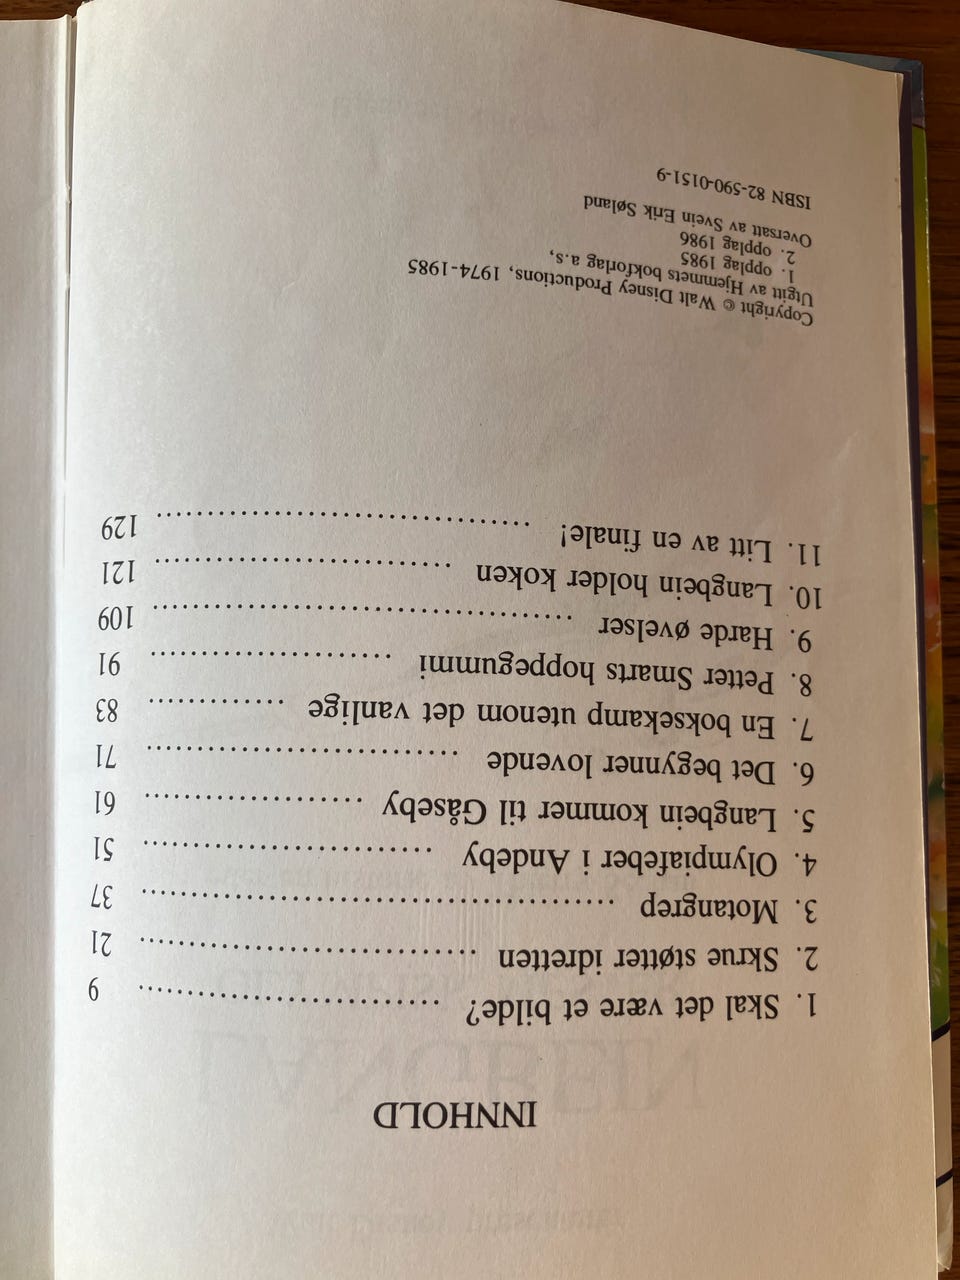 INNHOLD
1. Skal det være et bilde? .............................. 9
2. Skrue støtter idretten .................................. 21
3. Motangrep ............................................... 37
4. Olympiafeber i Andeby ............................. 51
5. Langbein kommer til Gåseby ...................... 61
6. Det begynner lovende ............................... 71
7. En boksekamp utenom det vanlige .............. 83
8. Petter Smarts hoppegummi ........................ 91
9. Harde øvelser .......................................... 109
10. Langbein holder koken .............................. 121
11. Litt av en finale! ..................................... 129
Copyright © Walt Disney Productions, 1974-1985
Utgitt av Hjemmets bokforlag a.s,
1. opplag 1985
2. opplag 1986
Oversatt av Svein Erik Søland
ISBN 82-590-0151-9